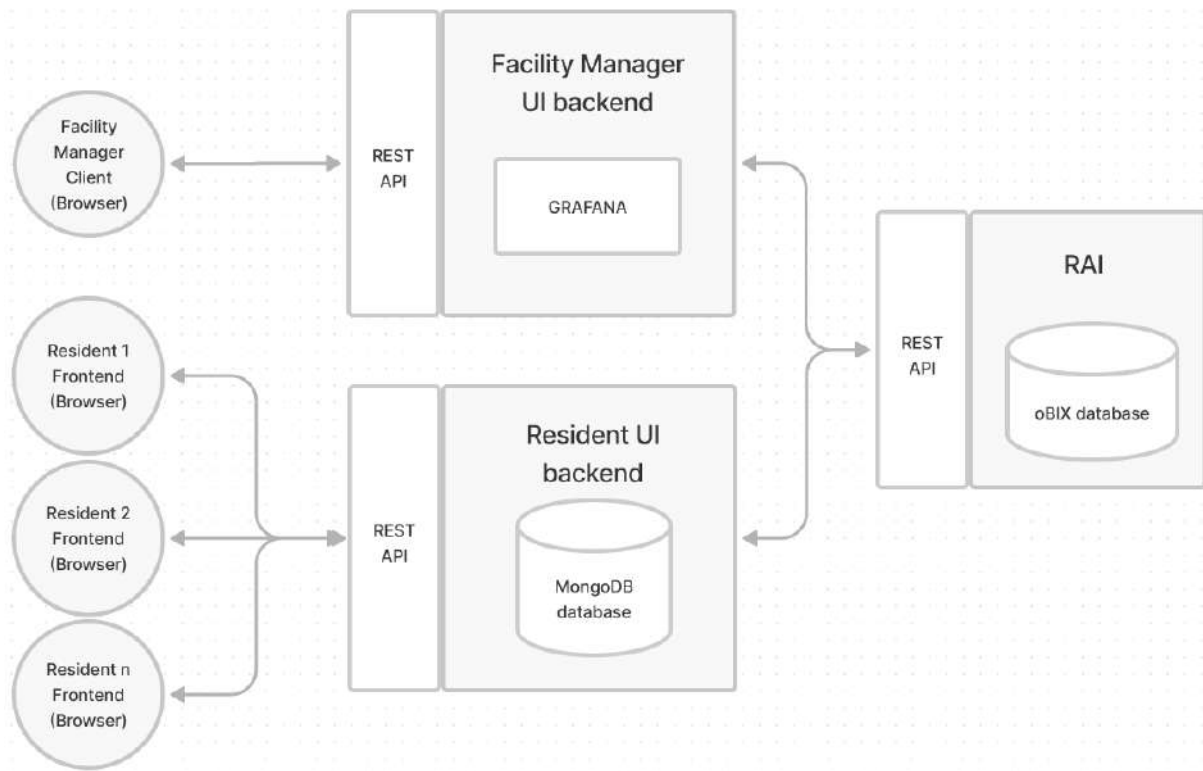 Facility Manager
UI backend
Facility
Manager
Client
(Browser)
REST
API
GRAFANA
RAI
Resident 1
Frontend
(Browser)
REST
API
oBIX database
Resident UI
backend
Resident 2
Frontend
(Browser)
REST
API
MongoDB
database
Resident n
Frontend
(Browser)